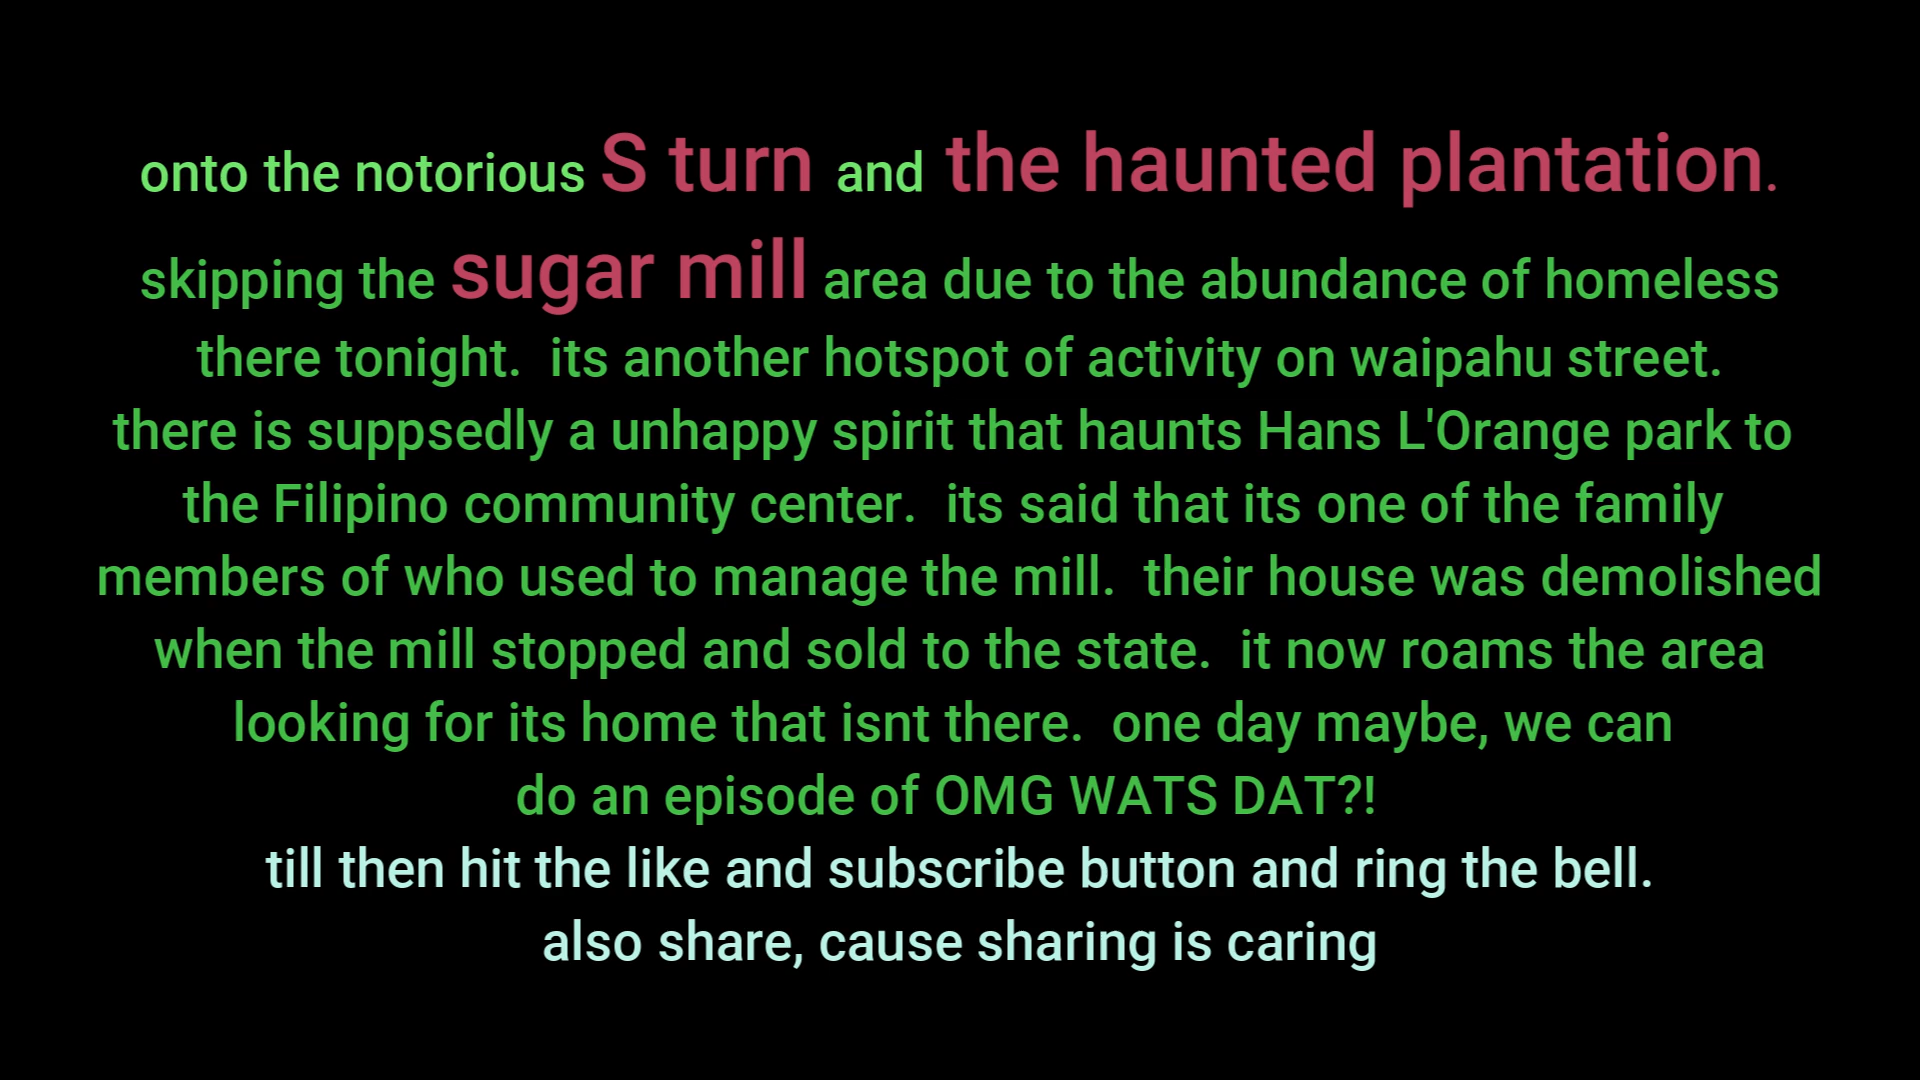 onto the notorious S turn and the haunted plantation.
skipping the sugar mill area due to the abundance of homeless
there tonight.  its another hotspot of activity on waipahu street.
there is suppsedly a unhappy spirit that haunts Hans L'Orange park to
the Filipino community center.  its said that its one of the family
members of who used to manage the mill.  their house was demolished
when the mill stopped and sold to the state.  it now roams the area
looking for its home that isnt there.  one day maybe, we can
do an episode of OMG WATS DAT?!
till then hit the like and subscribe button and ring the bell.
also share, cause sharing is caring